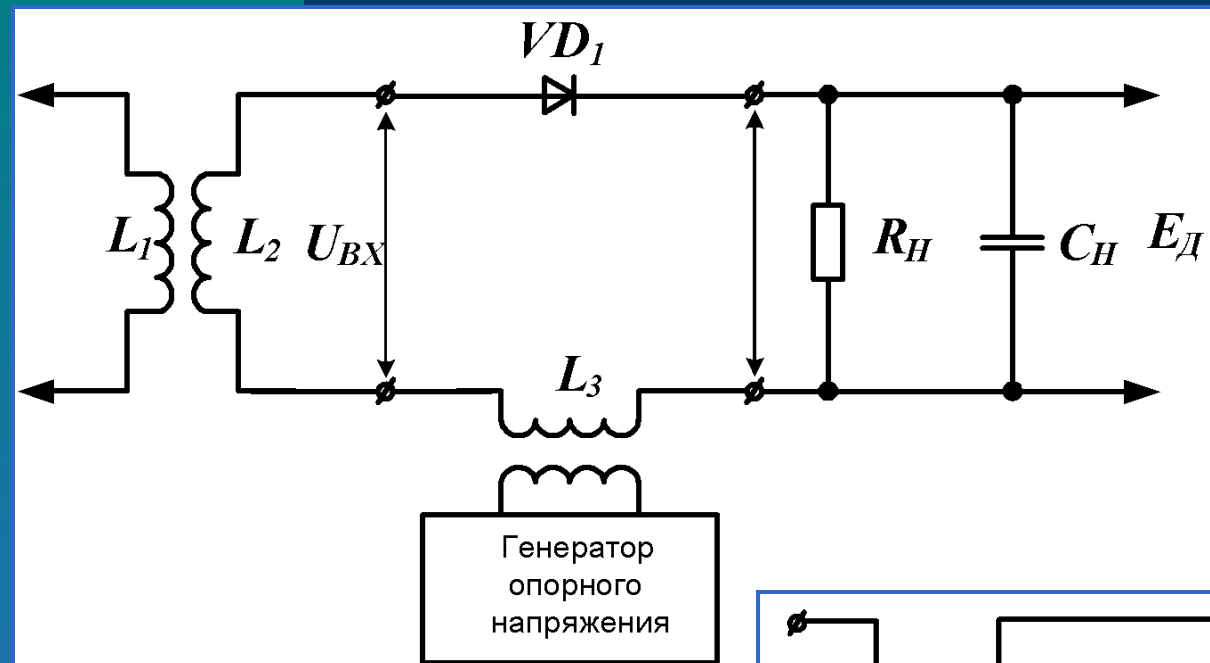 VD1
L1
L2
UВХ
RН
CН
EД
L3
Генератор
опорного
напряжения